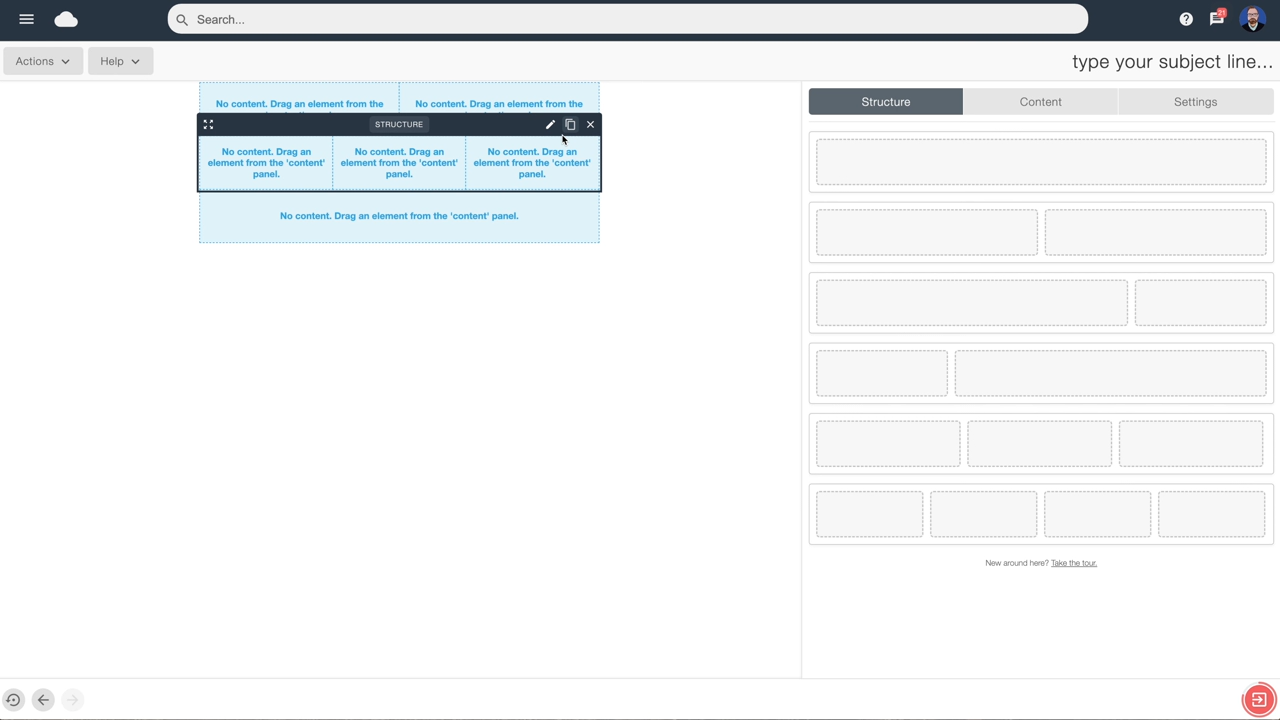 Search...
21
Actions
Help
type your subject line...
No content. Drag an element from the
No content. Drag an element from the
STRUCTURE
No content. Drag an
element from the 'content'
panel.
No content. Drag an
element from the 'content'
panel.
No content. Drag an
element from the 'content'
panel.
No content. Drag an element from the 'content' panel.
Structure
Content
Settings
New around here? Take the tour.